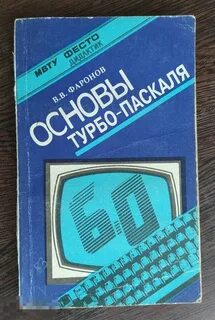 МВТУ ФЕСТО
ДИДАКТИК
В.В. ФАРОНОВ
ОСНОВЫ
ТУРБО-ПАСКАЛЯ
6.0